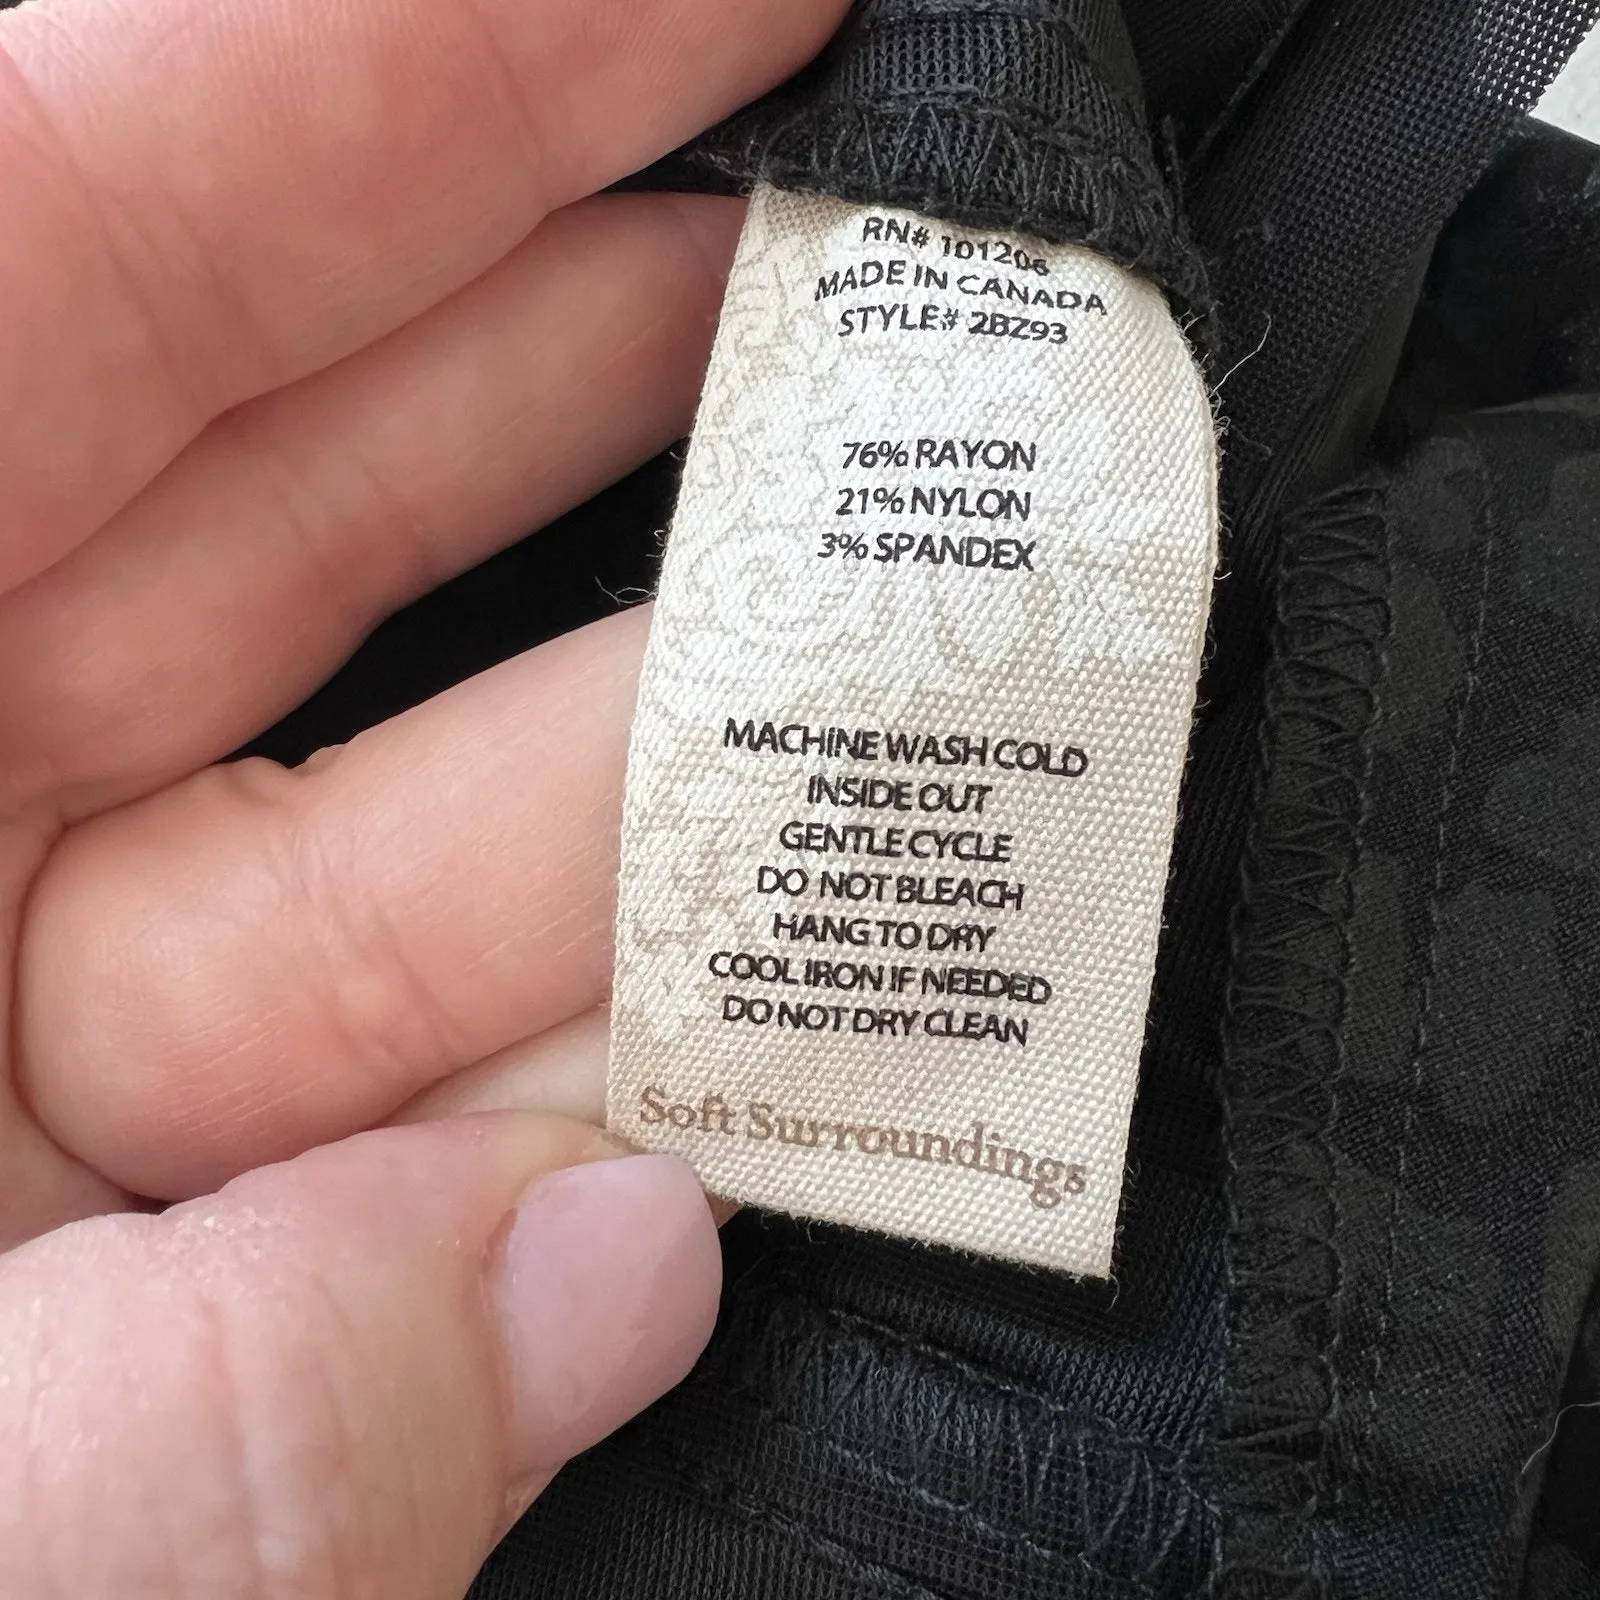 RN# 101206
MADE IN CANADA
STYLE# 2BZ93
76% RAYON
21% NYLON
3% SPANDEX
MACHINE WASH COLD
INSIDE OUT
GENTLE CYCLE
DO NOT BLEACH
HANG TO DRY
COOL IRON IF NEEDED
DO NOT DRY CLEAN
Soft Surroundings